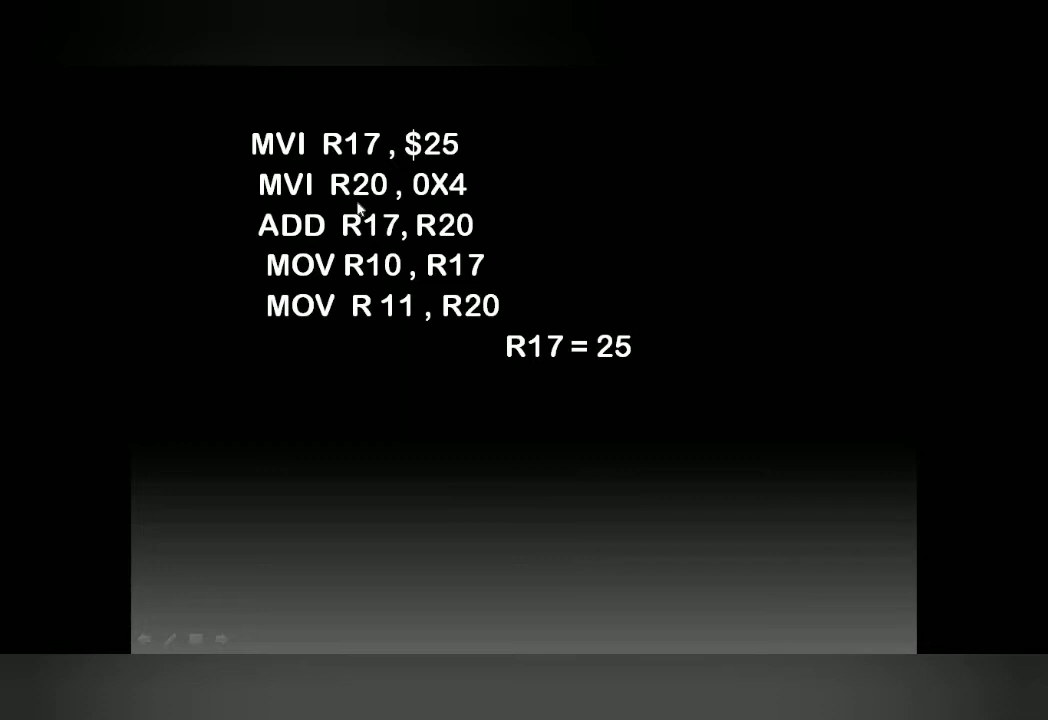 MVI R17 , $25
MVI R20 , 0X4
ADD R17, R20
MOV R10 , R17
MOV R 11 , R20
R17 = 25